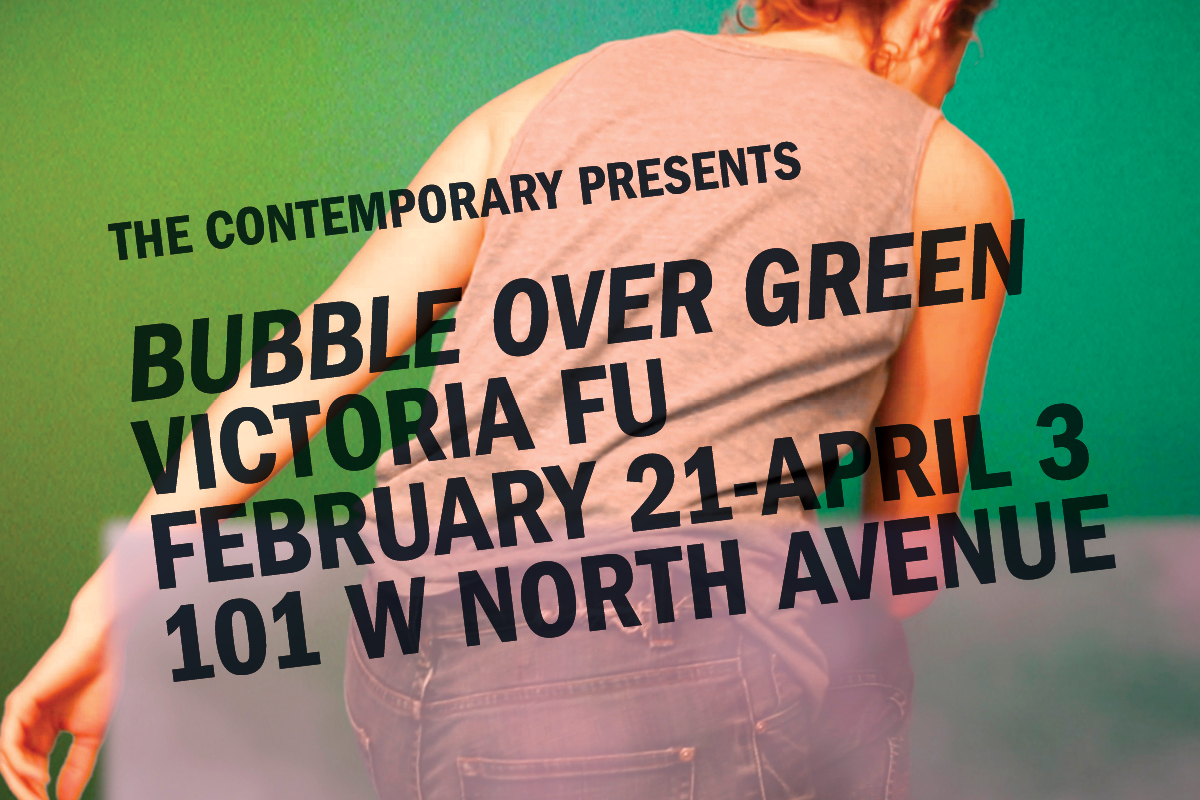 THE CONTEMPORARY PRESENTS
BUBBLE OVER GREEN
VICTORIA FU
FEBRUARY 21-APRIL 3
101 W NORTH AVENUE